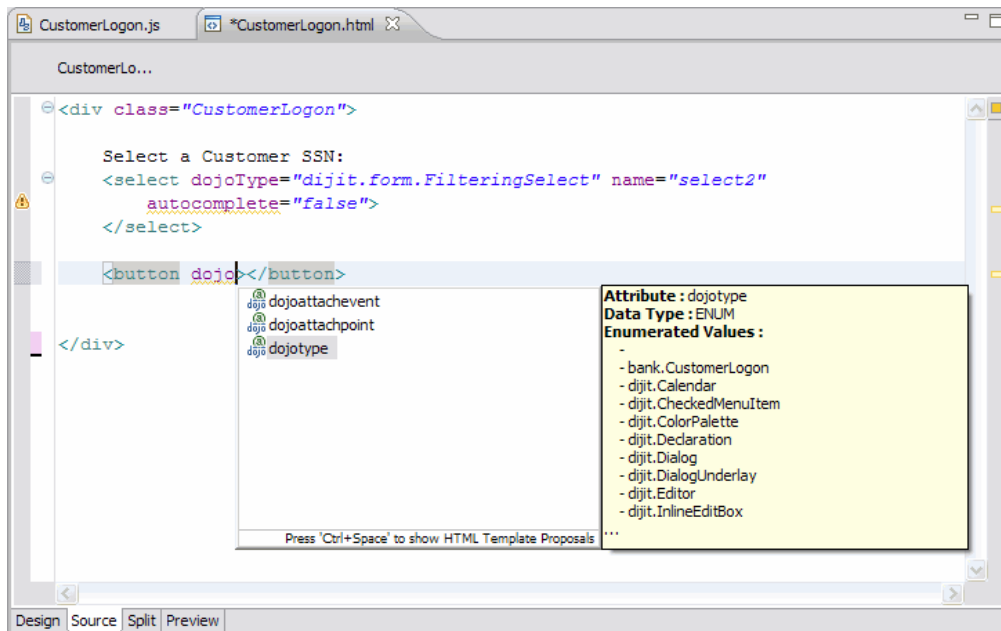 CustomerLogon.js
*CustomerLogon.html
CustomerLo...
<div class="CustomerLogon">
Select a Customer SSN:
<select dojoType="dijit.form.FilteringSelect" name="select2"
autocomplete="false">
</select>
<button dojo></button>
</div>
dojoattachevent
dojoattachpoint
dojotype
Press 'Ctrl+Space' to show HTML Template Proposals
Attribute : dojotype
Data Type : ENUM
Enumerated Values :
-
- bank.CustomerLogon
- dijit.Calendar
- dijit.CheckedMenuItem
- dijit.ColorPalette
- dijit.Declaration
- dijit.Dialog
- dijit.DialogUnderlay
- dijit.Editor
- dijit.InlineEditBox
...
Design Source Split Preview